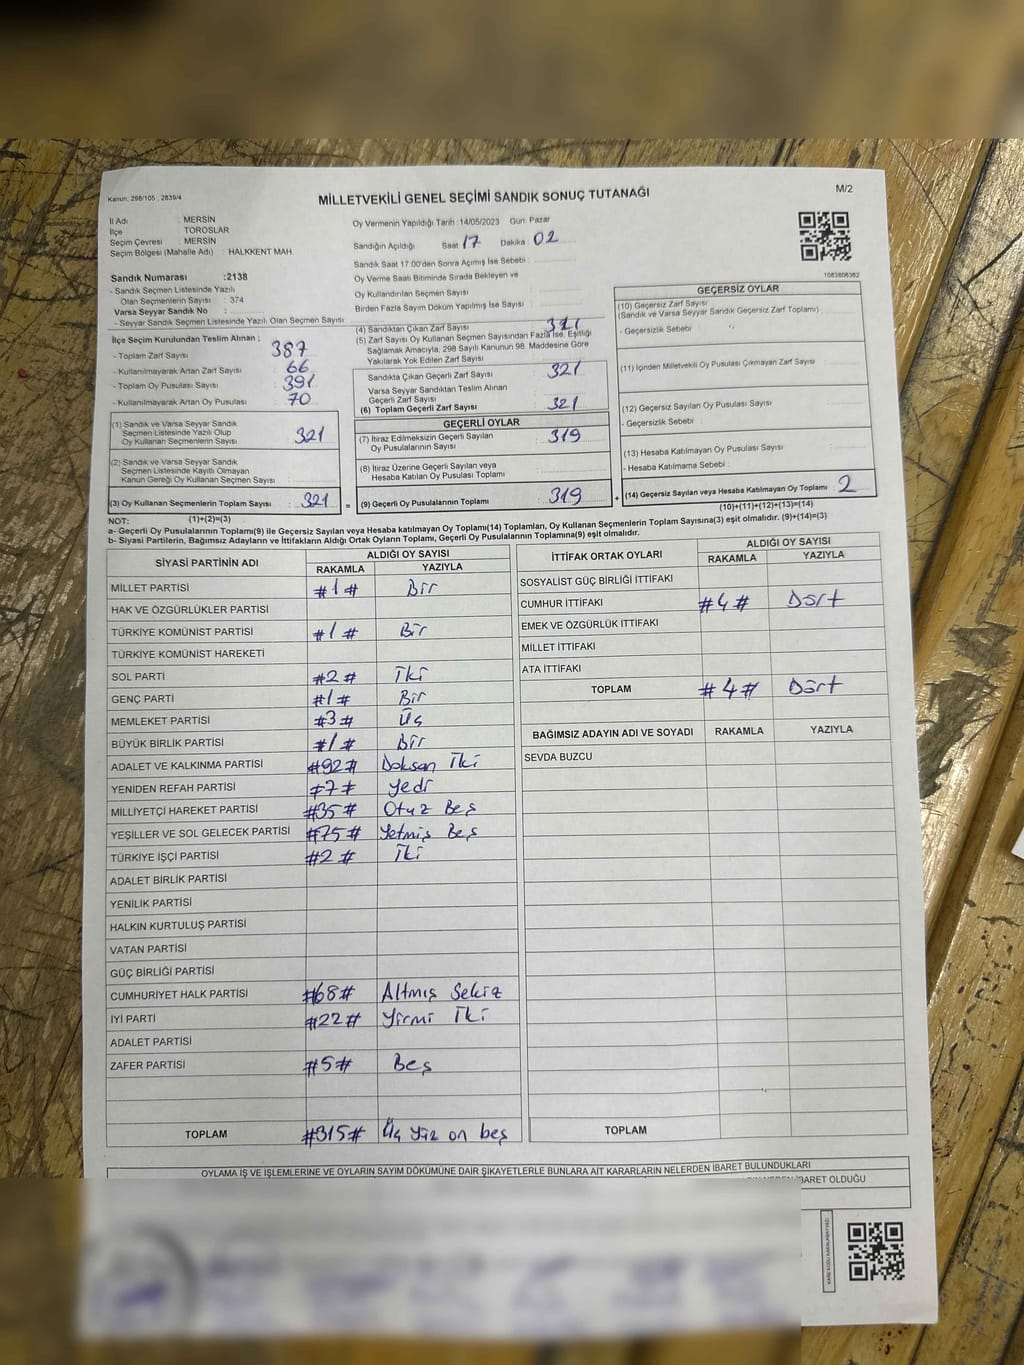 Kanun; 298/105 , 2839/4
MİLLETVEKİLİ GENEL SEÇİMİ SANDIK SONUÇ TUTANAĞI
M/2
İl Adı : MERSİN
İlçe : TOROSLAR
Seçim Çevresi : MERSİN
Seçim Bölgesi (Mahalle Adı) : HALKKENT MAH
Sandık Numarası :2138
- Sandık Seçmen Listesinde Yazılı
Olan Seçmenlerin Sayısı : 374
Varsa Seyyar Sandık No :
- Seyyar Sandık Seçmen Listesinde Yazılı Olan Seçmen Sayısı
İlçe Seçim Kurulundan Teslim Alınan :
- Toplam Zarf Sayısı : 387
- Kullanılmayarak Artan Zarf Sayısı : 66
- Toplam Oy Pusulası Sayısı : 391
- Kullanılmayarak Artan Oy Pusulası : 70
(1) Sandık ve Varsa Seyyar Sandık
Seçmen Listesinde Yazılı Olup
Oy Kullanan Seçmenlerin Sayısı : 321
(2) Sandık ve Varsa Seyyar Sandık
Seçmen Listesinde Kayıtlı Olmayan
Kanun Gereği Oy Kullanan Seçmen Sayısı
(3) Oy Kullanan Seçmenlerin Toplam Sayısı : 321
(1)+(2)=(3)
Oy Vermenin Yapıldığı Tarih :14/05/2023 Gün: Pazar
Sandığın Açıldığı Saat 17 Dakika : 02
Sandık Saat 17:00'den Sonra Açılmış İse Sebebi :
Oy Verme Saati Bitiminde Sırada Bekleyen ve
Oy Kullandırılan Seçmen Sayısı
Birden Fazla Sayım Döküm Yapılmış İse Sayısı :
(4) Sandıktan Çıkan Zarf Sayısı : 321
(5) Zarf Sayısı Oy Kullanan Seçmen Sayısından Fazla İse, Eşitliği
Sağlamak Amacıyla, 298 Sayılı Kanunun 98. Maddesine Göre
Yakılarak Yok Edilen Zarf Sayısı
Sandıkta Çıkan Geçerli Zarf Sayısı : 321
Varsa Seyyar Sandıktan Teslim Alınan
Geçerli Zarf Sayısı
(6) Toplam Geçerli Zarf Sayısı : 321
GEÇERLİ OYLAR
(7) İtiraz Edilmeksizin Geçerli Sayılan
Oy Pusulalarının Sayısı : 319
(8) İtiraz Üzerine Geçerli Sayılan veya
Hesaba Katılan Oy Pusulası Toplamı
= (9) Geçerli Oy Pusulalarının Toplamı : 319
1083806362
GEÇERSİZ OYLAR
(10) Geçersiz Zarf Sayısı
(Sandık ve Varsa Seyyar Sandık Geçersiz Zarf Toplamı)
- Geçersizlik Sebebi :
(11) İçinden Milletvekili Oy Pusulası Çıkmayan Zarf Sayısı
(12) Geçersiz Sayılan Oy Pusulası Sayısı :
- Geçersizlik Sebebi :
(13) Hesaba Katılmayan Oy Pusulası Sayısı :
- Hesaba Katılmama Sebebi :
+ (14) Geçersiz Sayılan veya Hesaba Katılmayan Oy Toplamı : 2
(10)+(11)+(12)+(13)=(14)
NOT:
a- Geçerli Oy Pusulalarının Toplamı(9) ile Geçersiz Sayılan veya Hesaba katılmayan Oy Toplamı(14) Toplamları, Oy Kullanan Seçmenlerin Toplam Sayısına(3) eşit olmalıdır. (9)+(14)=(3)
b- Siyasi Partilerin, Bağımsız Adayların ve İttifakların Aldığı Ortak Oyların Toplamı, Geçerli Oy Pusulalarının Toplamına(9) eşit olmalıdır.
SİYASİ PARTİNİN ADI ALDIĞI OY SAYISI
RAKAMLA YAZIYLA
MİLLET PARTİSİ #1# Bir
HAK VE ÖZGÜRLÜKLER PARTİSİ
TÜRKİYE KOMÜNİST PARTİSİ #1# Bir
TÜRKİYE KOMÜNİST HAREKETİ
SOL PARTİ #2# İki
GENÇ PARTİ #1# Bir
MEMLEKET PARTİSİ #3# Üç
BÜYÜK BİRLİK PARTİSİ #1# Bir
ADALET VE KALKINMA PARTİSİ #92# Doksan İki
YENİDEN REFAH PARTİSİ #7# Yedi
MİLLİYETÇİ HAREKET PARTİSİ #35# Otuz Beş
YEŞİLLER VE SOL GELECEK PARTİSİ #75# Yetmiş Beş
TÜRKİYE İŞÇİ PARTİSİ #2# İki
ADALET BİRLİK PARTİSİ
YENİLİK PARTİSİ
HALKIN KURTULUŞ PARTİSİ
VATAN PARTİSİ
GÜÇ BİRLİĞİ PARTİSİ
CUMHURİYET HALK PARTİSİ #68# Altmış Sekiz
İYİ PARTİ #22# Yirmi İki
ADALET PARTİSİ
ZAFER PARTİSİ #5# Beş
TOPLAM #315# Üç Yüz on beş
İTTİFAK ORTAK OYLARI ALDIĞI OY SAYISI
RAKAMLA YAZIYLA
SOSYALİST GÜÇ BİRLİĞİ İTTİFAKI
CUMHUR İTTİFAKI #4# Dört
EMEK VE ÖZGÜRLÜK İTTİFAKI
MİLLET İTTİFAKI
ATA İTTİFAKI
TOPLAM #4# Dört
BAĞIMSIZ ADAYIN ADI VE SOYADI RAKAMLA YAZIYLA
SEVDA BUZCU
TOPLAM
OYLAMA İŞ VE İŞLEMLERİNE VE OYLARIN SAYIM DÖKÜMÜNE DAİR ŞİKAYETLERLE BUNLARA AİT KARARLARIN NELERDEN İBARET BULUNDUKLARI
İBARET OLDUĞU